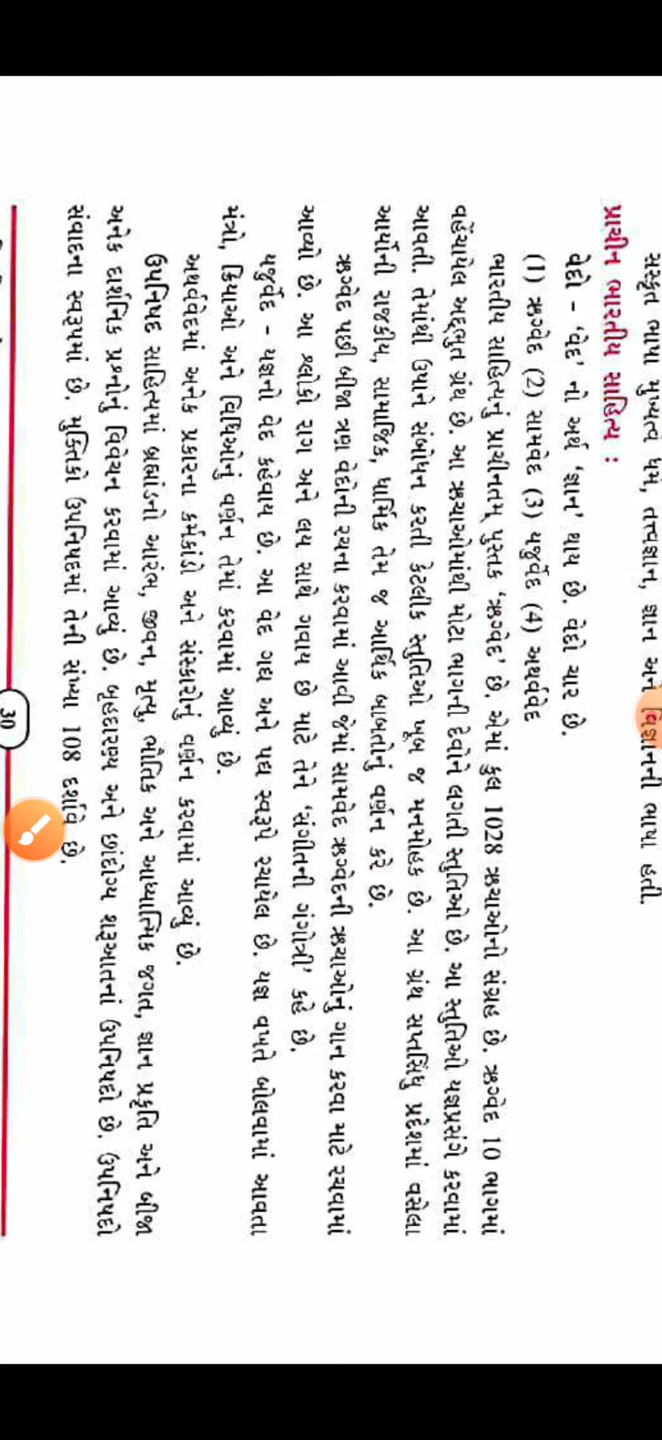 સંસ્કૃત ભાષા મુખ્યત્વે ધર્મ, તત્ત્વજ્ઞાન, જ્ઞાન અને વિજ્ઞાનની ભાષા હતી.
પ્રાચીન ભારતીય સાહિત્ય :
વેદો - ‘વેદ’ નો અર્થ ‘જ્ઞાન’ થાય છે. વેદો ચાર છે.
(1) ઋગ્વેદ (2) સામવેદ (3) યજુર્વેદ (4) અથર્વવેદ
ભારતીય સાહિત્યનું પ્રાચીનતમ્ પુસ્તક ‘ઋગ્વેદ’ છે. એમાં કુલ 1028 ઋચાઓનો સંગ્રહ છે. ઋગ્વેદ 10 ભાગમાં
વહેંચાયેલ અદ્ભુત ગ્રંથ છે. આ ઋચાઓમાંથી મોટા ભાગની દેવોને લગતી સ્તુતિઓ છે. આ સ્તુતિઓ યજ્ઞપ્રસંગે કરવામાં
આવતી. તેમાંથી ઉષાને સંબોધન કરતી કેટલીક સ્તુતિઓ ખૂબ જ મનમોહક છે. આ ગ્રંથ સપ્તસિંધુ પ્રદેશમાં વસેલા
આર્યોની રાજકીય, સામાજિક, ધાર્મિક તેમ જ આર્થિક બાબતોનું વર્ણન કરે છે.
ઋગ્વેદ પછી બીજા ત્રણ વેદોની રચના કરવામાં આવી જેમાં સામવેદ ઋગ્વેદની ઋચાઓનું ગાન કરવા માટે રચવામાં
આવ્યો છે. આ શ્લોકો રાગ અને લય સાથે ગવાય છે માટે તેને ‘સંગીતની ગંગોત્રી’ કહે છે.
યજુર્વેદ - યજ્ઞનો વેદ કહેવાય છે. આ વેદ ગદ્ય અને પદ્ય સ્વરૂપે રચાયેલ છે. યજ્ઞ વખતે બોલવામાં આવતા
મંત્રો, ક્રિયાઓ અને વિધિઓનું વર્ણન તેમાં કરવામાં આવ્યું છે.
અથર્વવેદમાં અનેક પ્રકારના કર્મકાંડો અને સંસ્કારોનું વર્ણન કરવામાં આવ્યું છે.
ઉપનિષદ સાહિત્યમાં બ્રહ્માંડનો આરંભ, જીવન, મૃત્યુ, ભૌતિક અને આધ્યાત્મિક જગત, જ્ઞાન પ્રકૃતિ અને બીજા
અનેક દાર્શનિક પ્રશ્નોનું વિવેચન કરવામાં આવ્યું છે. બૃહદારણ્ય અને છાંદોગ્ય શરૂઆતનાં ઉપનિષદો છે. ઉપનિષદો
સંવાદના સ્વરૂપમાં છે. મુક્તિકો ઉપનિષદમાં તેની સંખ્યા 108 દર્શાવે છે.
30